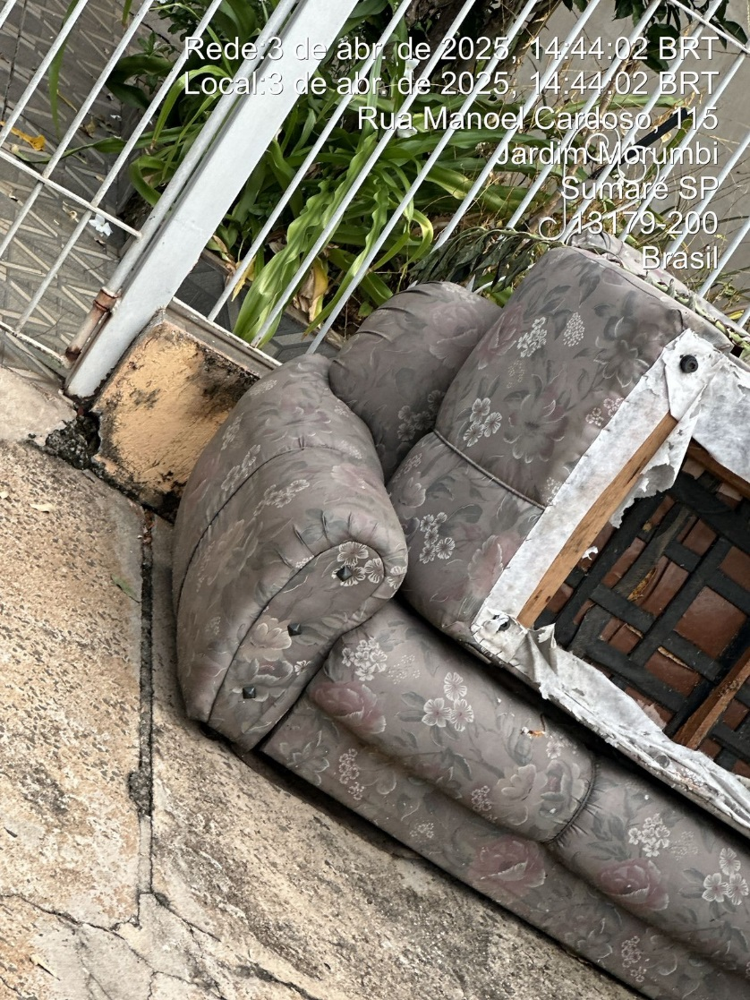 Rede:3 de abr. de 2025, 14:44:02 BRT
Local:3 de abr. de 2025, 14:44:02 BRT
Rua Manoel Cardoso, 115
Jardim Morumbi
Sumaré SP
13179-200
Brasil